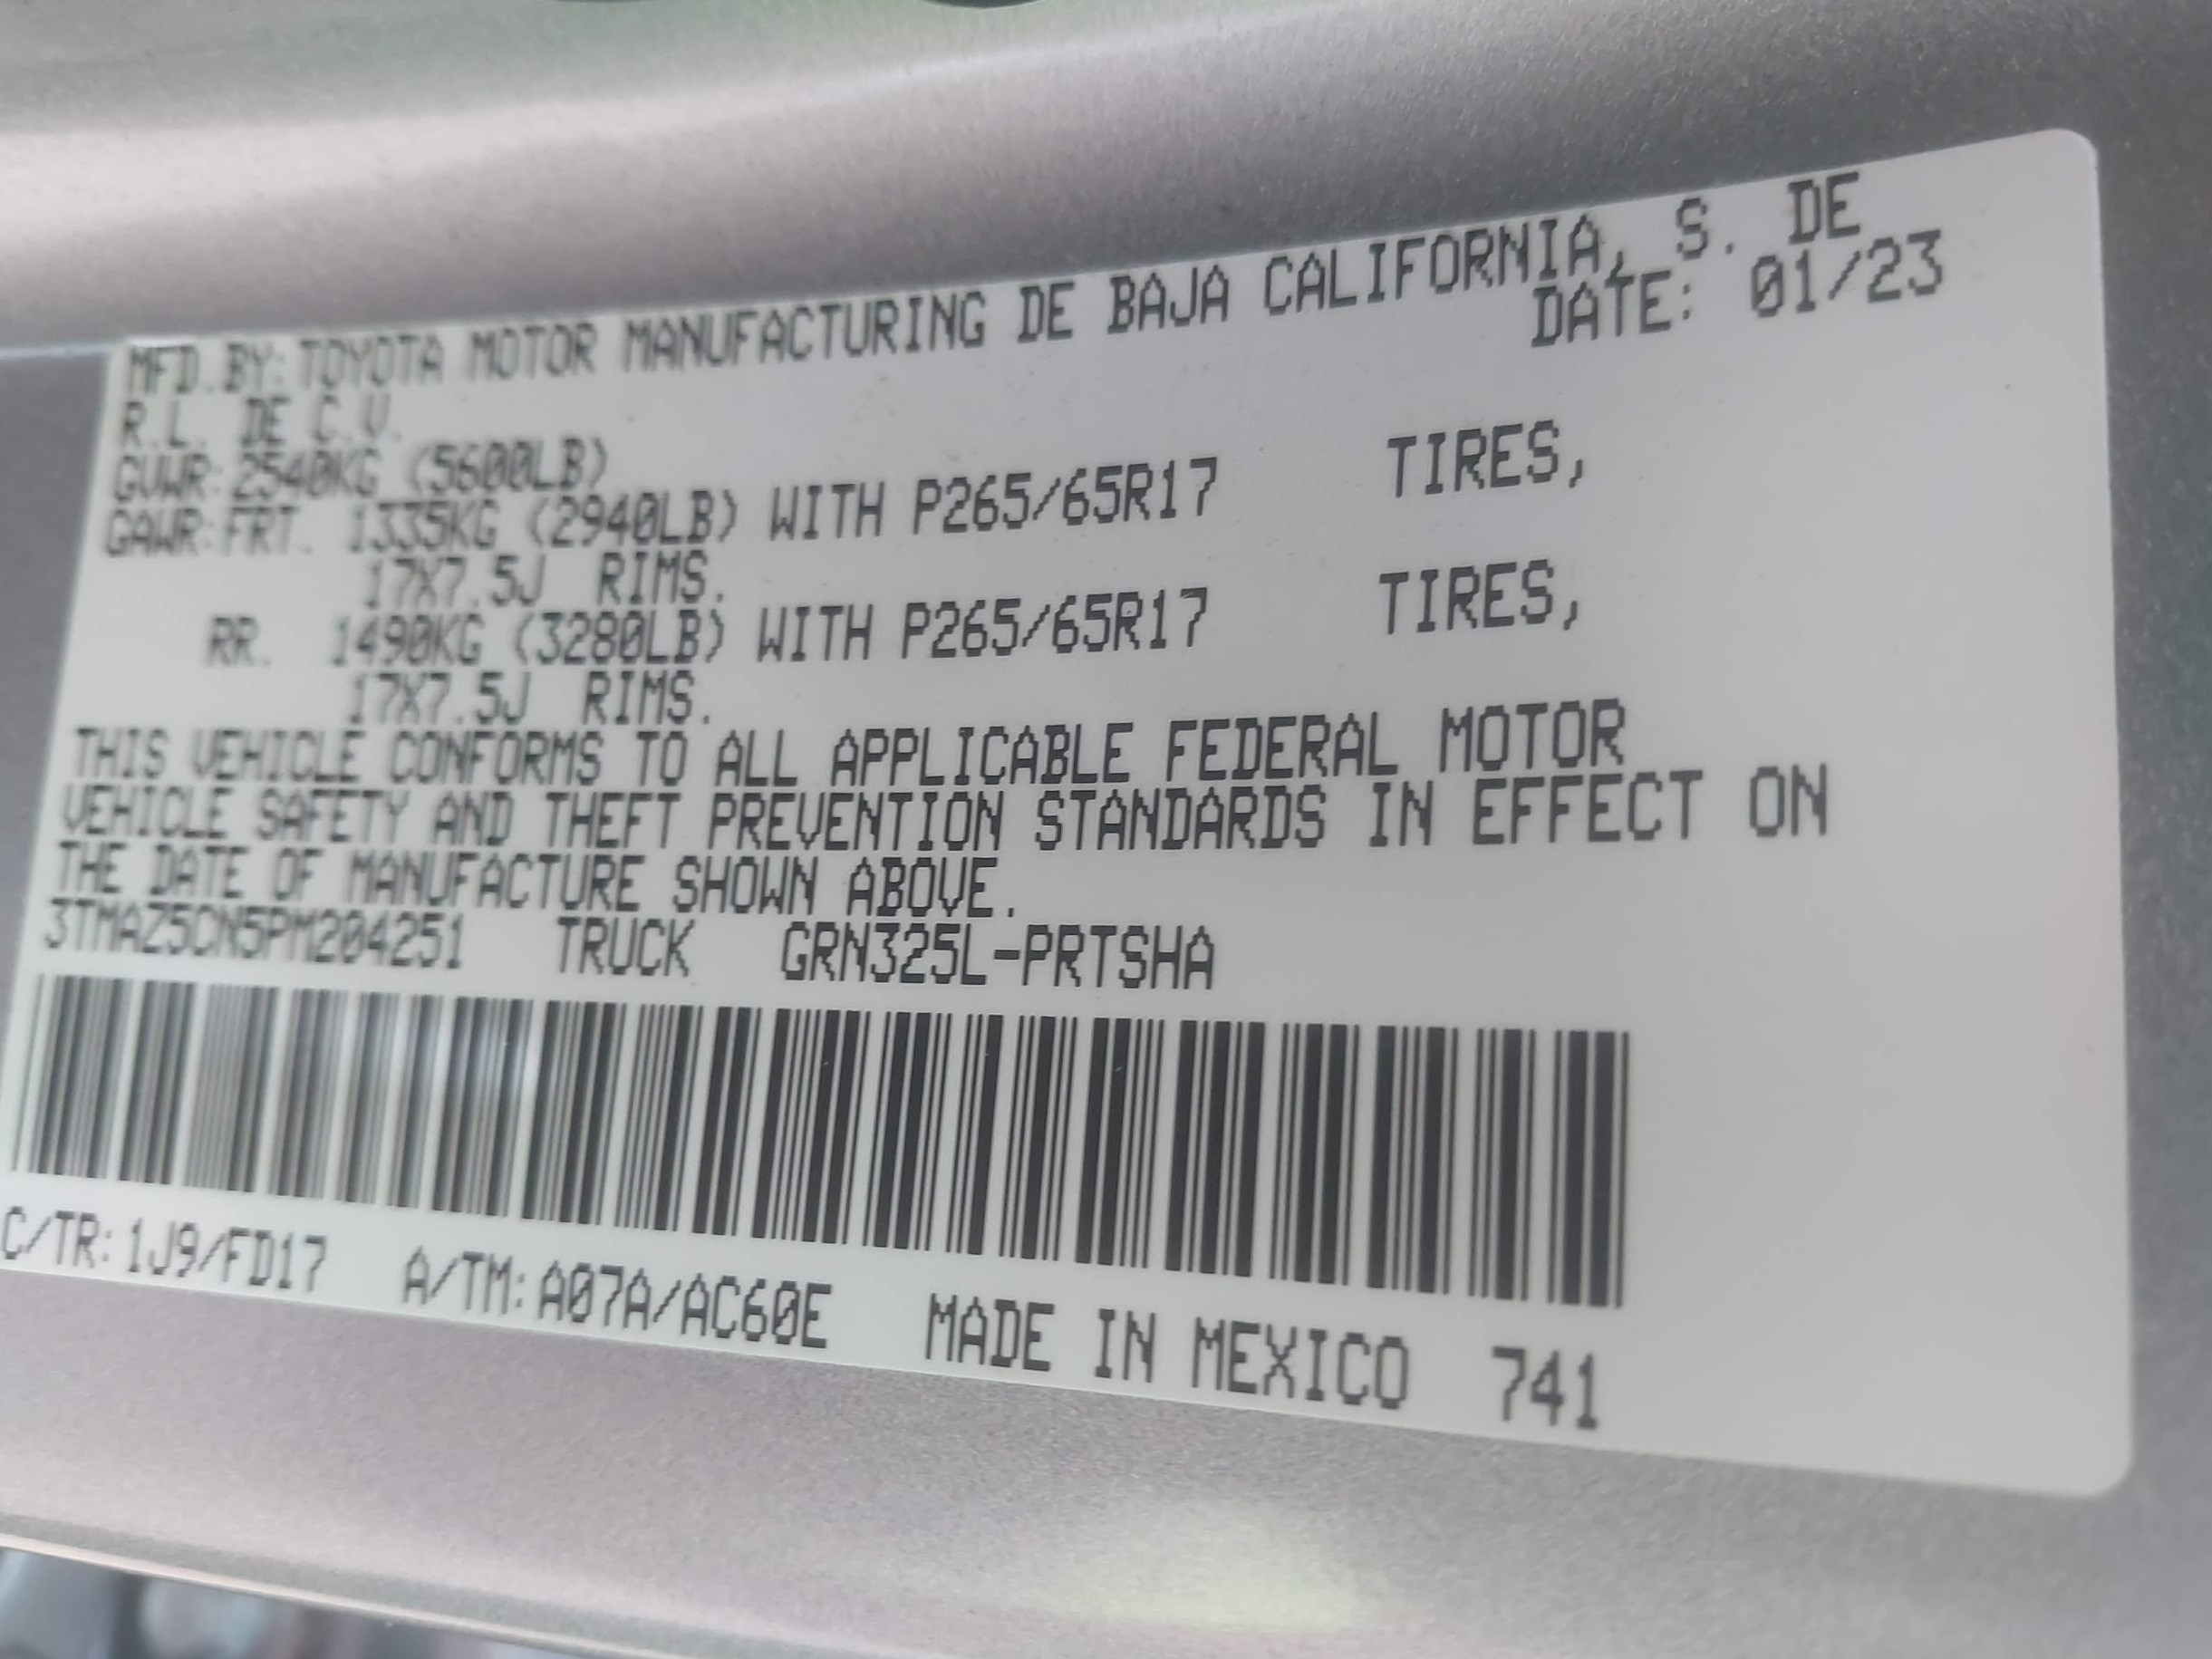 MFD.BY:TOYOTA MOTOR MANUFACTURING DE BAJA CALIFORNIA, S. DE
R.L. DE C.V. DATE: 01/23
GVWR:2540KG (5600LB)
GAWR:FRT. 1335KG (2940LB) WITH P265/65R17 TIRES,
17X7.5J RIMS.
RR. 1490KG (3280LB) WITH P265/65R17 TIRES,
17X7.5J RIMS.
THIS VEHICLE CONFORMS TO ALL APPLICABLE FEDERAL MOTOR
VEHICLE SAFETY AND THEFT PREVENTION STANDARDS IN EFFECT ON
THE DATE OF MANUFACTURE SHOWN ABOVE.
3TMAZ5CN5PM204251 TRUCK GRN325L-PRTSHA
C/TR:1J9/FD17 A/TM:A07A/AC60E MADE IN MEXICO 741